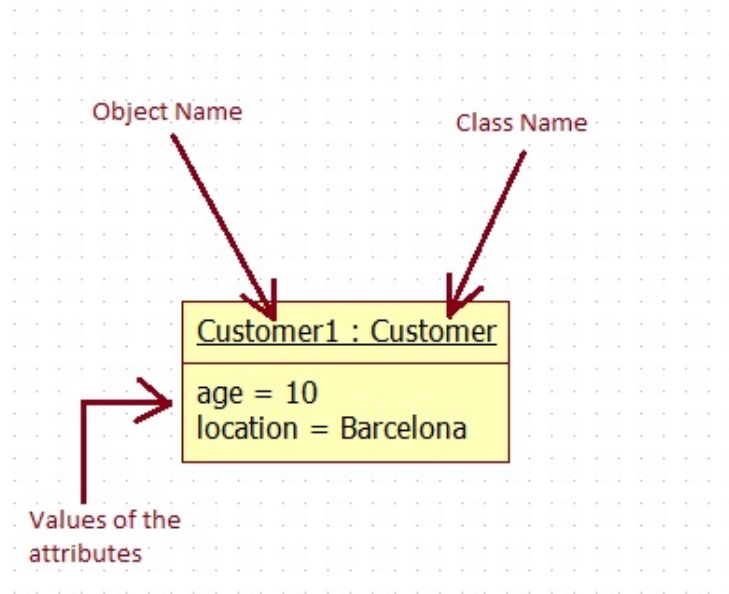 Object Name
Class Name
Customer1 : Customer
age = 10
location = Barcelona
Values of the
attributes